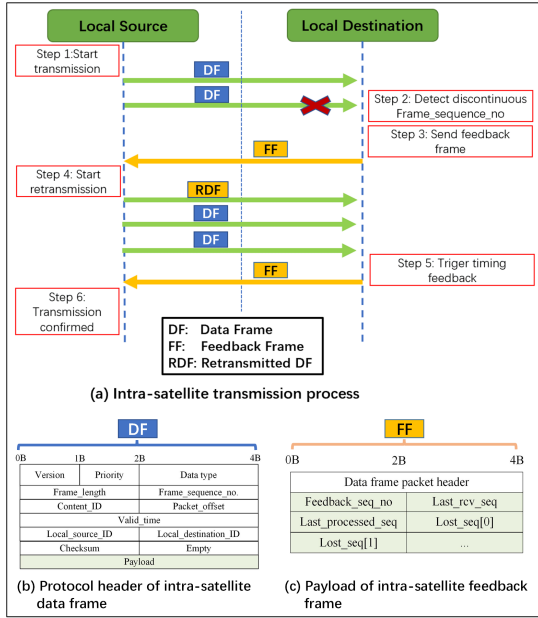 Local Source
Local Destination
Step 1:Start
transmission
DF
DF
Step 2: Detect discontinuous
Frame_sequence_no
Step 3: Send feedback
frame
FF
Step 4: Start
retransmission
RDF
DF
DF
Step 5: Triger timing
feedback
FF
Step 6:
Transmission
confirmed
DF: Data Frame
FF: Feedback Frame
RDF: Retransmitted DF
(a) Intra-satellite transmission process
DF
0B 1B 2B 4B
Version Priority Data type
Frame_length Frame_sequence_no.
Content_ID Packet_offset
Valid_time
Local_source_ID Local_destination_ID
Checksum Empty
Payload
(b) Protocol header of intra-satellite
data frame
FF
0B 2B 4B
Data frame packet header
Feedback_seq_no Last_rcv_seq
Last_processed_seq Lost_seq[0]
Lost_seq[1] ...
(c) Payload of intra-satellite feedback
frame